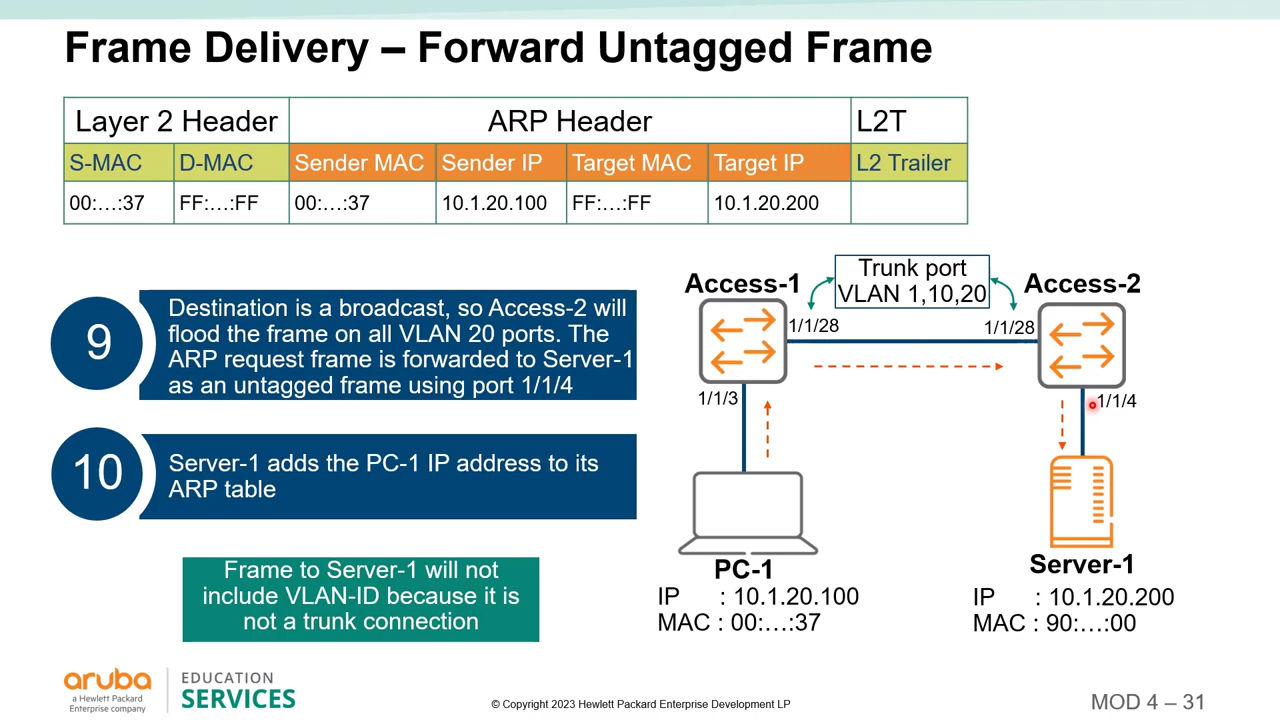 Frame Delivery – Forward Untagged Frame
Layer 2 Header ARP Header L2T
S-MAC D-MAC Sender MAC Sender IP Target MAC Target IP L2 Trailer
00:…:37 FF:…:FF 00:…:37 10.1.20.100 FF:…:FF 10.1.20.200
9
Destination is a broadcast, so Access-2 will
flood the frame on all VLAN 20 ports. The
ARP request frame is forwarded to Server-1
as an untagged frame using port 1/1/4
10
Server-1 adds the PC-1 IP address to its
ARP table
Frame to Server-1 will not
include VLAN-ID because it is
not a trunk connection
Access-1
Trunk port
VLAN 1,10,20
Access-2
1/1/28
1/1/28
1/1/3
1/1/4
PC-1
IP : 10.1.20.100
MAC : 00:…:37
Server-1
IP : 10.1.20.200
MAC : 90:…:00
aruba
a Hewlett Packard
Enterprise company
EDUCATION
SERVICES
© Copyright 2023 Hewlett Packard Enterprise Development LP
MOD 4 – 31